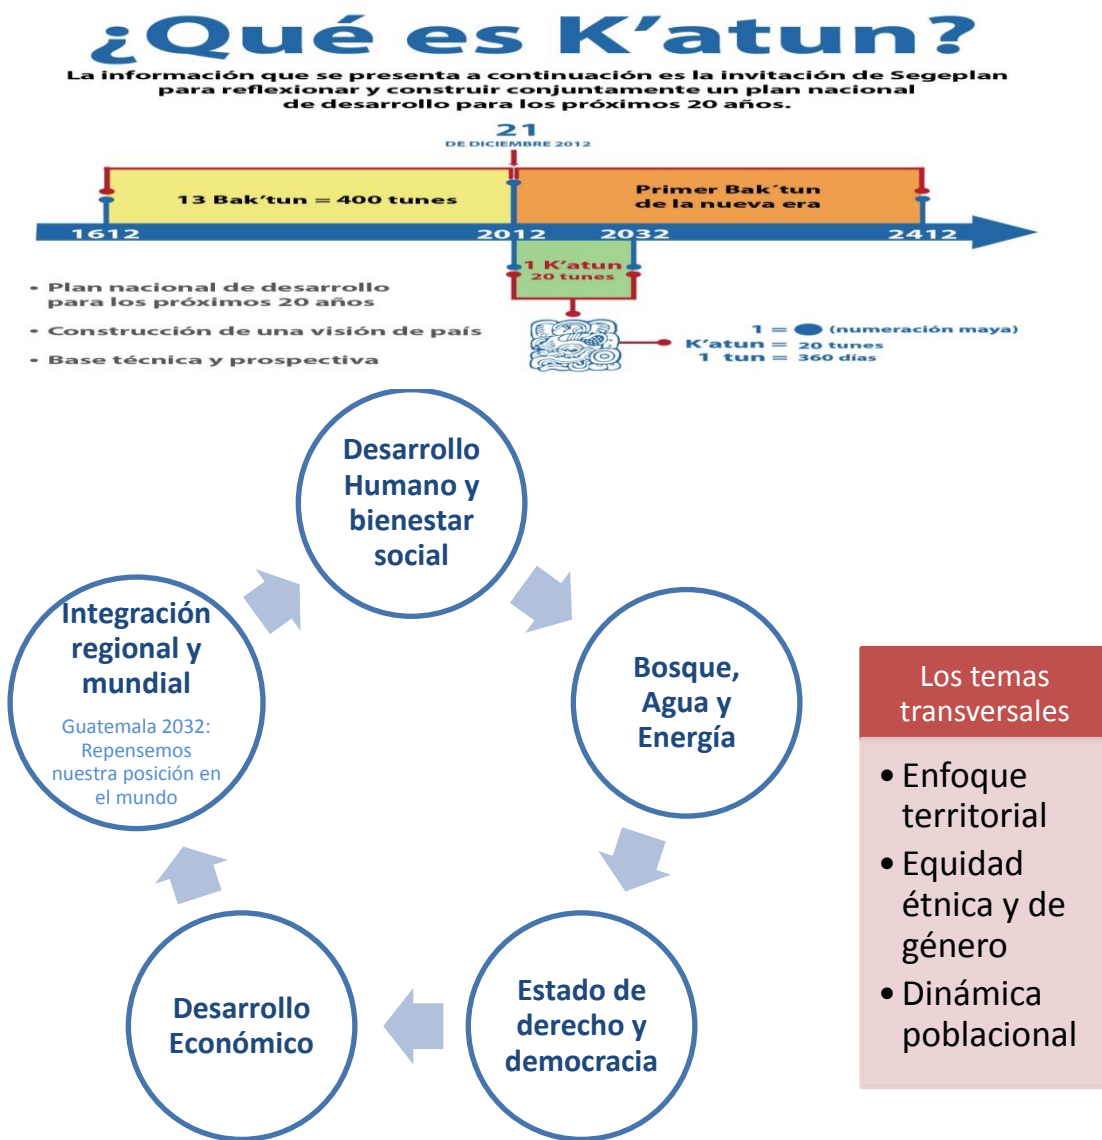 ¿Qué es K’atun?
La información que se presenta a continuación es la invitación de Segeplan
para reflexionar y construir conjuntamente un plan nacional
de desarrollo para los próximos 20 años.
21
DE DICIEMBRE 2012
13 Bak’tun = 400 tunes
Primer Bak´tun
de la nueva era
1612
2012
2032
2412
1 K’atun
20 tunes
• Plan nacional de desarrollo
para los próximos 20 años
• Construcción de una visión de país
• Base técnica y prospectiva
1 = (numeración maya)
K’atun = 20 tunes
1 tun = 360 días
Desarrollo
Humano y
bienestar
social
Bosque,
Agua y
Energía
Estado de
derecho y
democracia
Desarrollo
Económico
Integración
regional y
mundial
Guatemala 2032:
Repensemos
nuestra posición en
el mundo
Los temas
transversales
• Enfoque
territorial
• Equidad
étnica y de
género
• Dinámica
poblacional